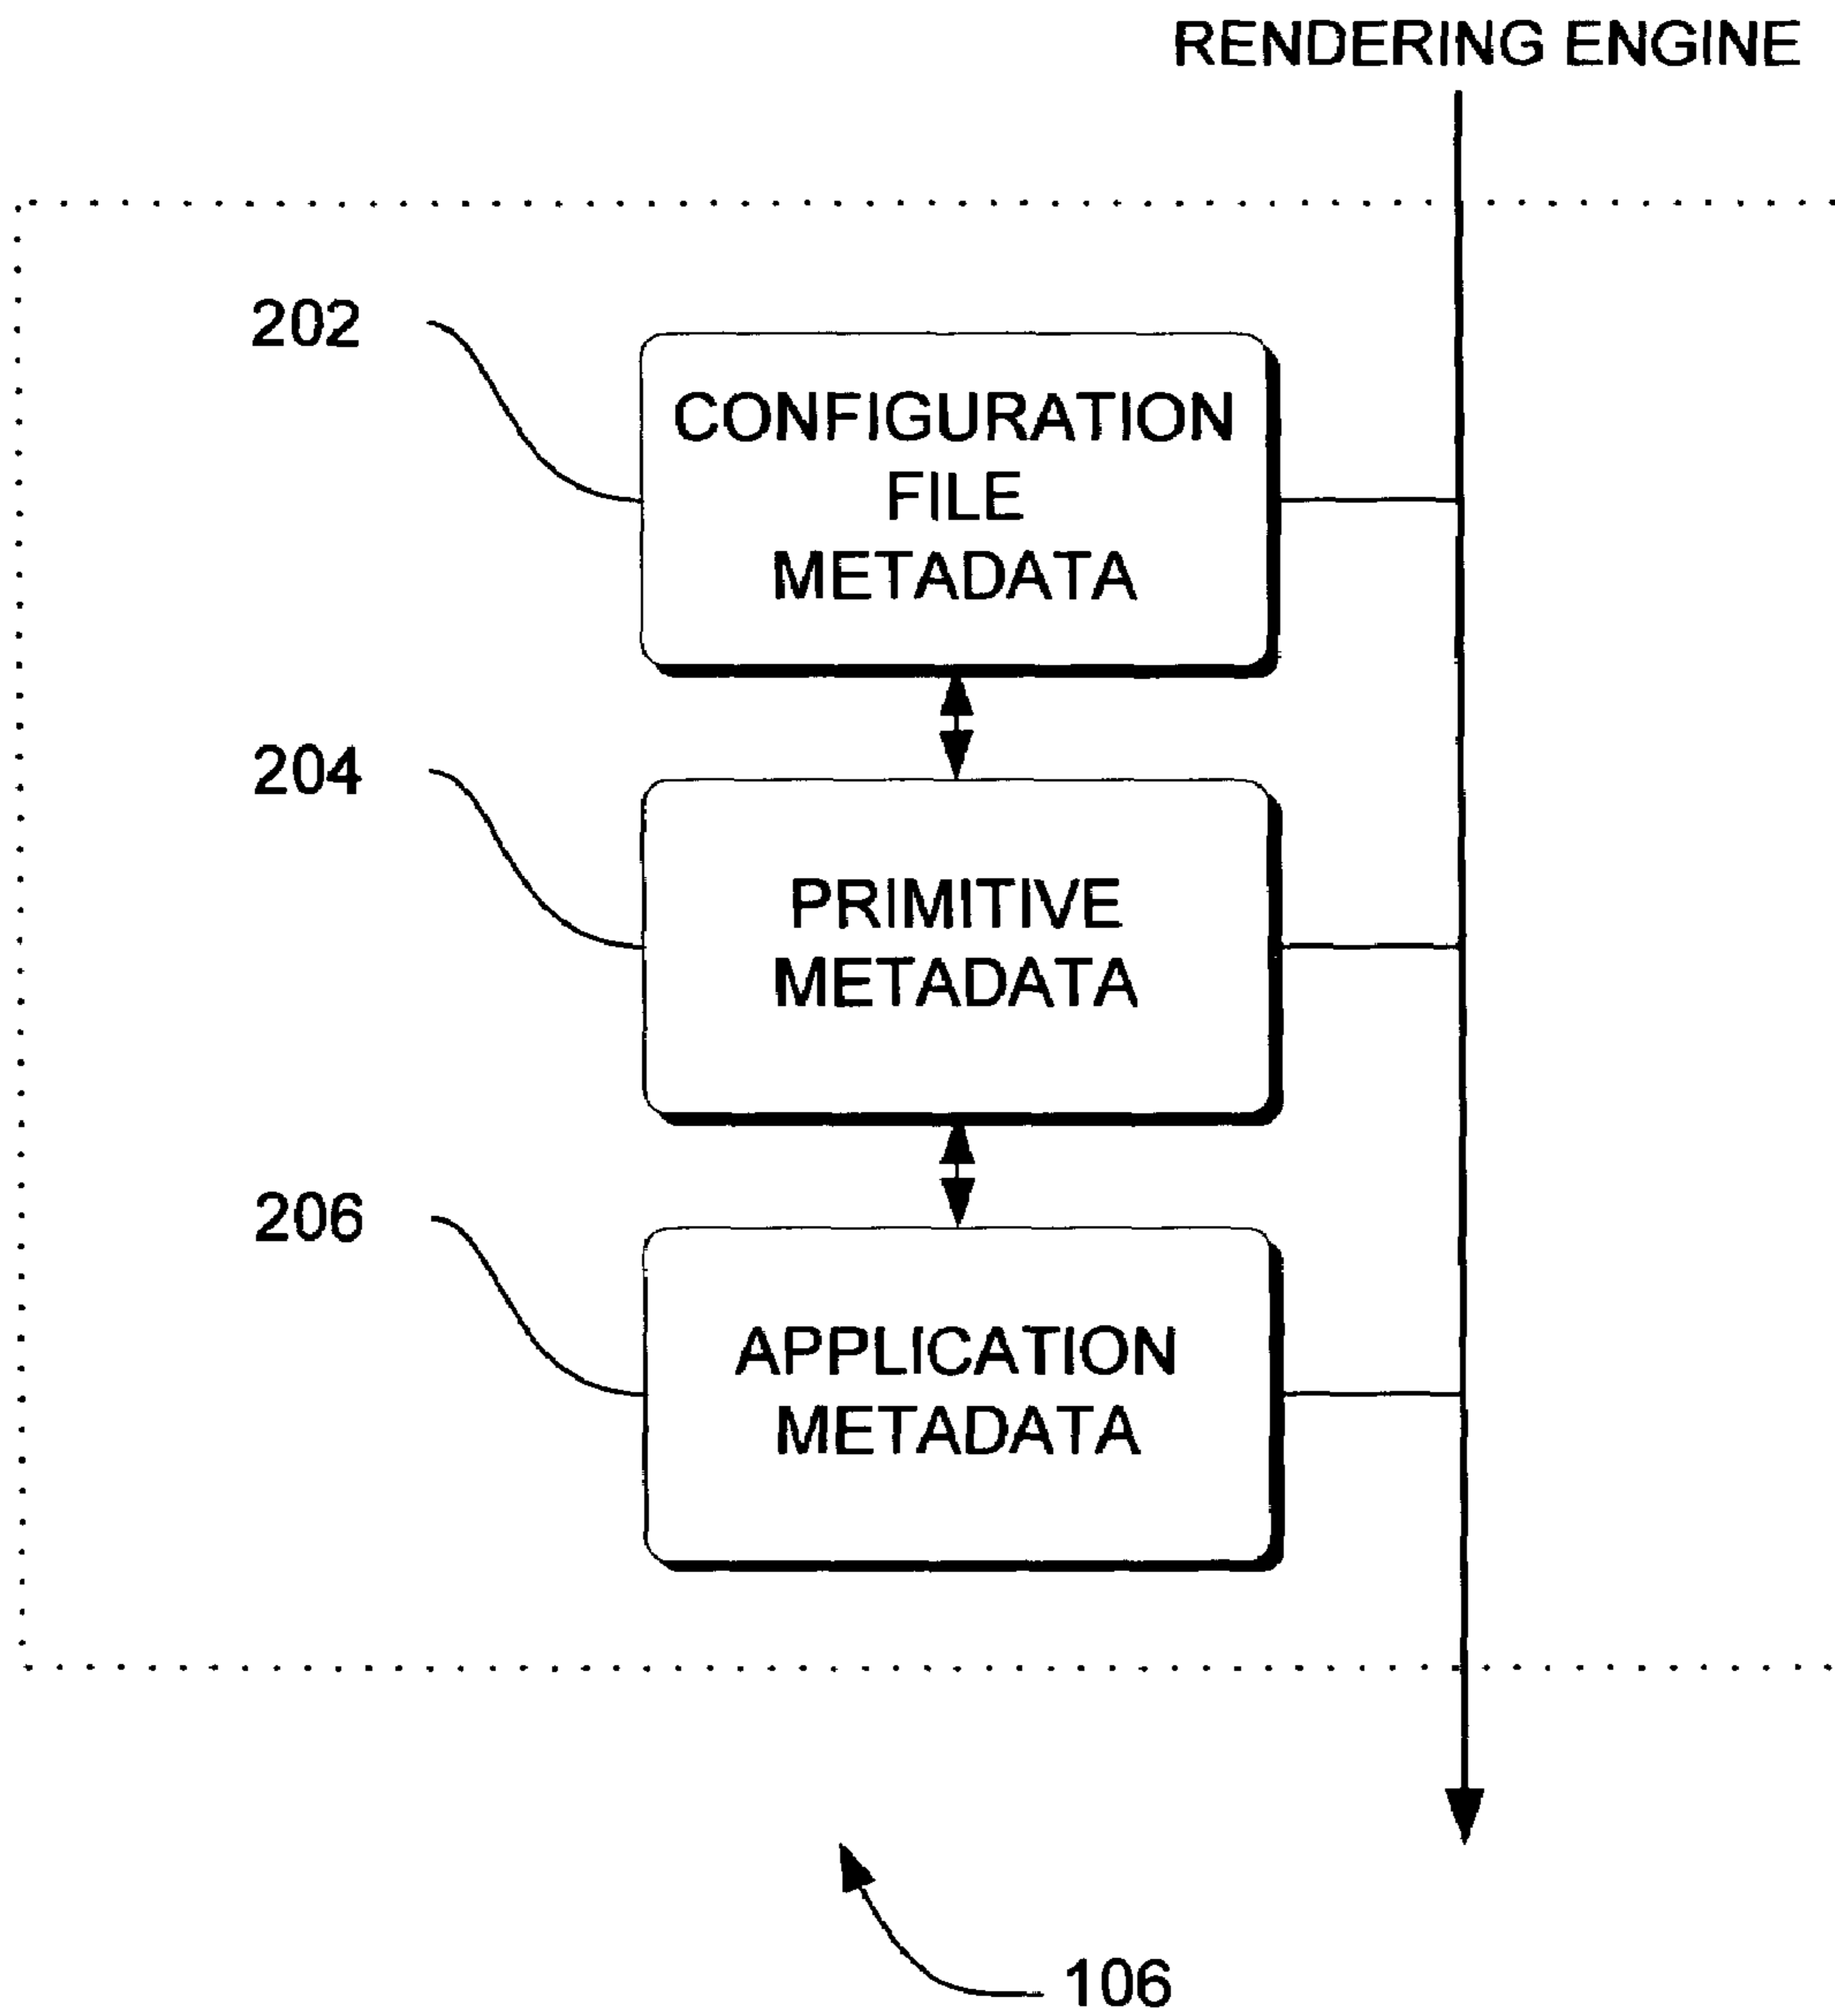 RENDERING ENGINE
202
CONFIGURATION
FILE
METADATA
204
PRIMITIVE
METADATA
206
APPLICATION
METADATA
106